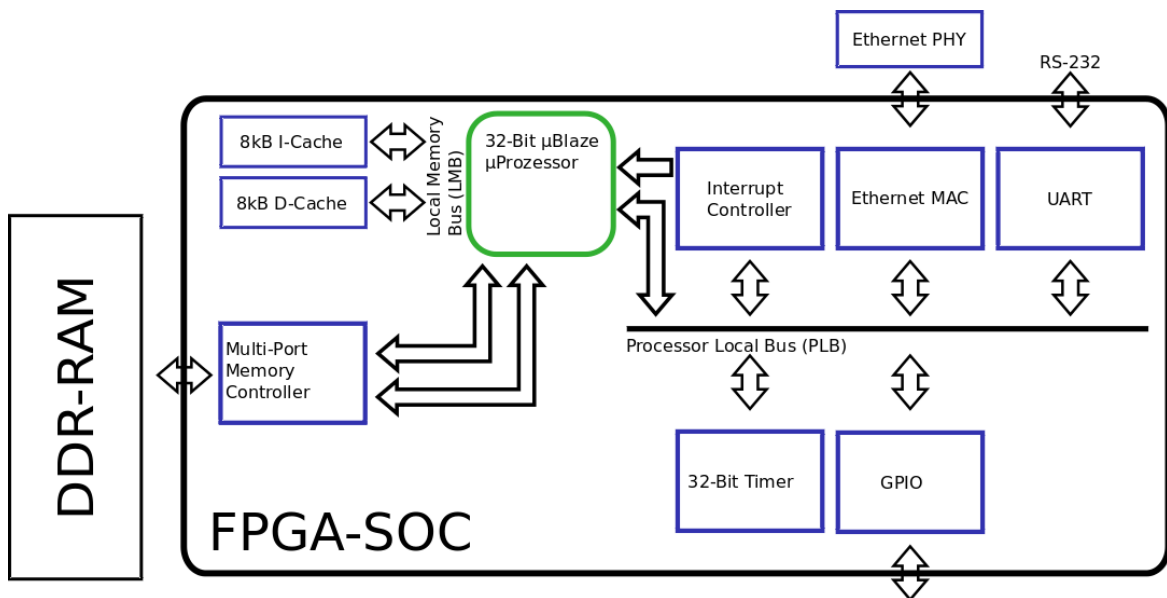 Ethernet PHY
RS-232
8kB I-Cache
8kB D-Cache
Local Memory
Bus (LMB)
32-Bit µBlaze
µProzessor
Interrupt
Controller
Ethernet MAC
UART
DDR-RAM
Multi-Port
Memory
Controller
Processor Local Bus (PLB)
32-Bit Timer
GPIO
FPGA-SOC